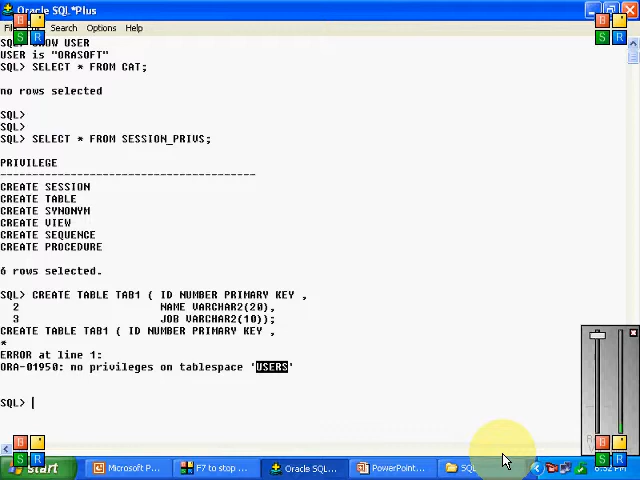 Oracle SQL*Plus
Search Options Help
SHOW USER
USER is "ORASOFT"
SQL> SELECT * FROM CAT;
no rows selected
SQL>
SQL>
SQL> SELECT * FROM SESSION_PRIVS;
PRIVILEGE
----------------------------------------
CREATE SESSION
CREATE TABLE
CREATE SYNONYM
CREATE VIEW
CREATE SEQUENCE
CREATE PROCEDURE
6 rows selected.
SQL> CREATE TABLE TAB1 ( ID NUMBER PRIMARY KEY ,
2 NAME VARCHAR2(20),
3 JOB VARCHAR2(10));
CREATE TABLE TAB1 ( ID NUMBER PRIMARY KEY ,
*
ERROR at line 1:
ORA-01950: no privileges on tablespace 'USERS'
SQL>
start Microsoft P... F7 to stop ... Oracle SQL... PowerPoint... SQL